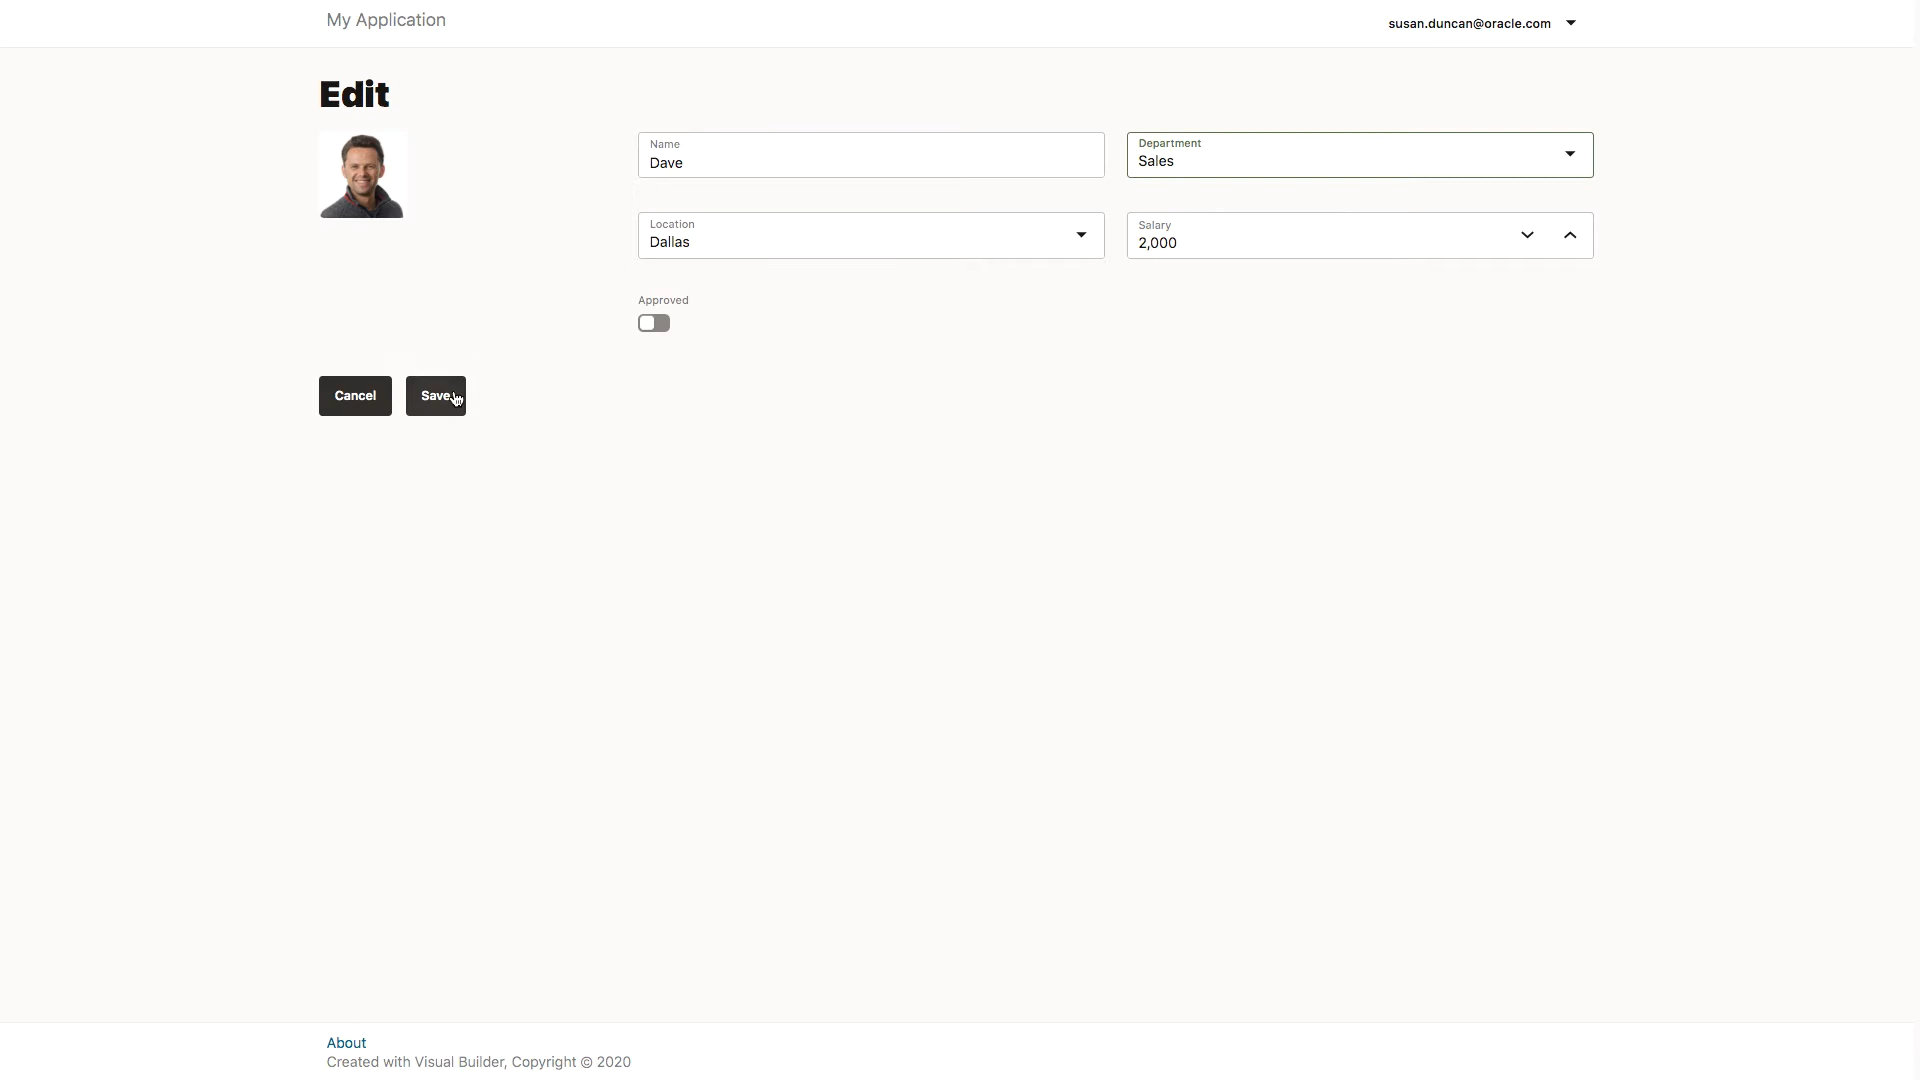 My Application
susan.duncan@oracle.com
Edit
Name
Dave
Department
Sales
Location
Dallas
Salary
2,000
Approved
Cancel
Save
About
Created with Visual Builder, Copyright © 2020